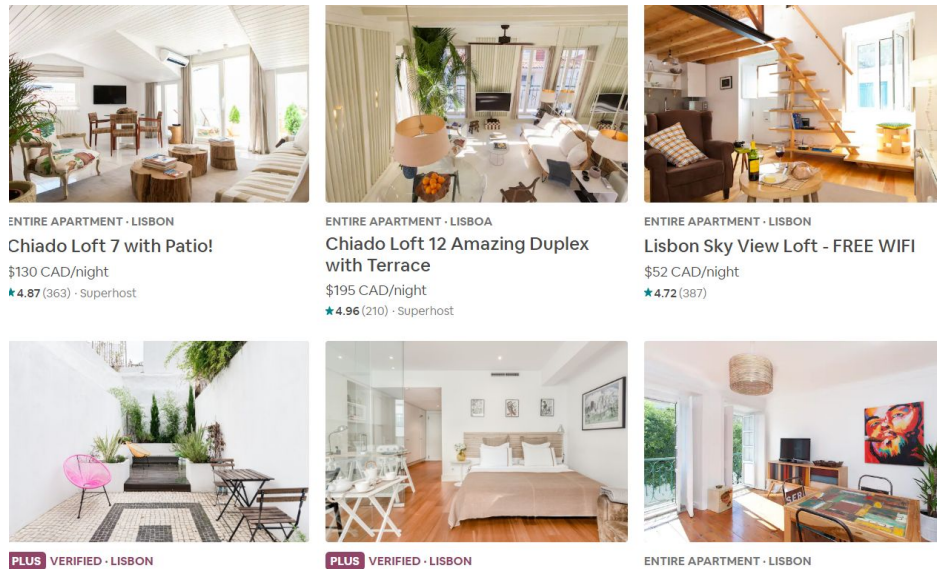 ENTIRE APARTMENT · LISBON
Chiado Loft 7 with Patio!
$130 CAD/night
★4.87 (363) · Superhost
ENTIRE APARTMENT · LISBOA
Chiado Loft 12 Amazing Duplex
with Terrace
$195 CAD/night
★4.96 (210) · Superhost
ENTIRE APARTMENT · LISBON
Lisbon Sky View Loft - FREE WIFI
$52 CAD/night
★4.72 (387)
PLUS VERIFIED · LISBON
PLUS VERIFIED · LISBON
ENTIRE APARTMENT · LISBON